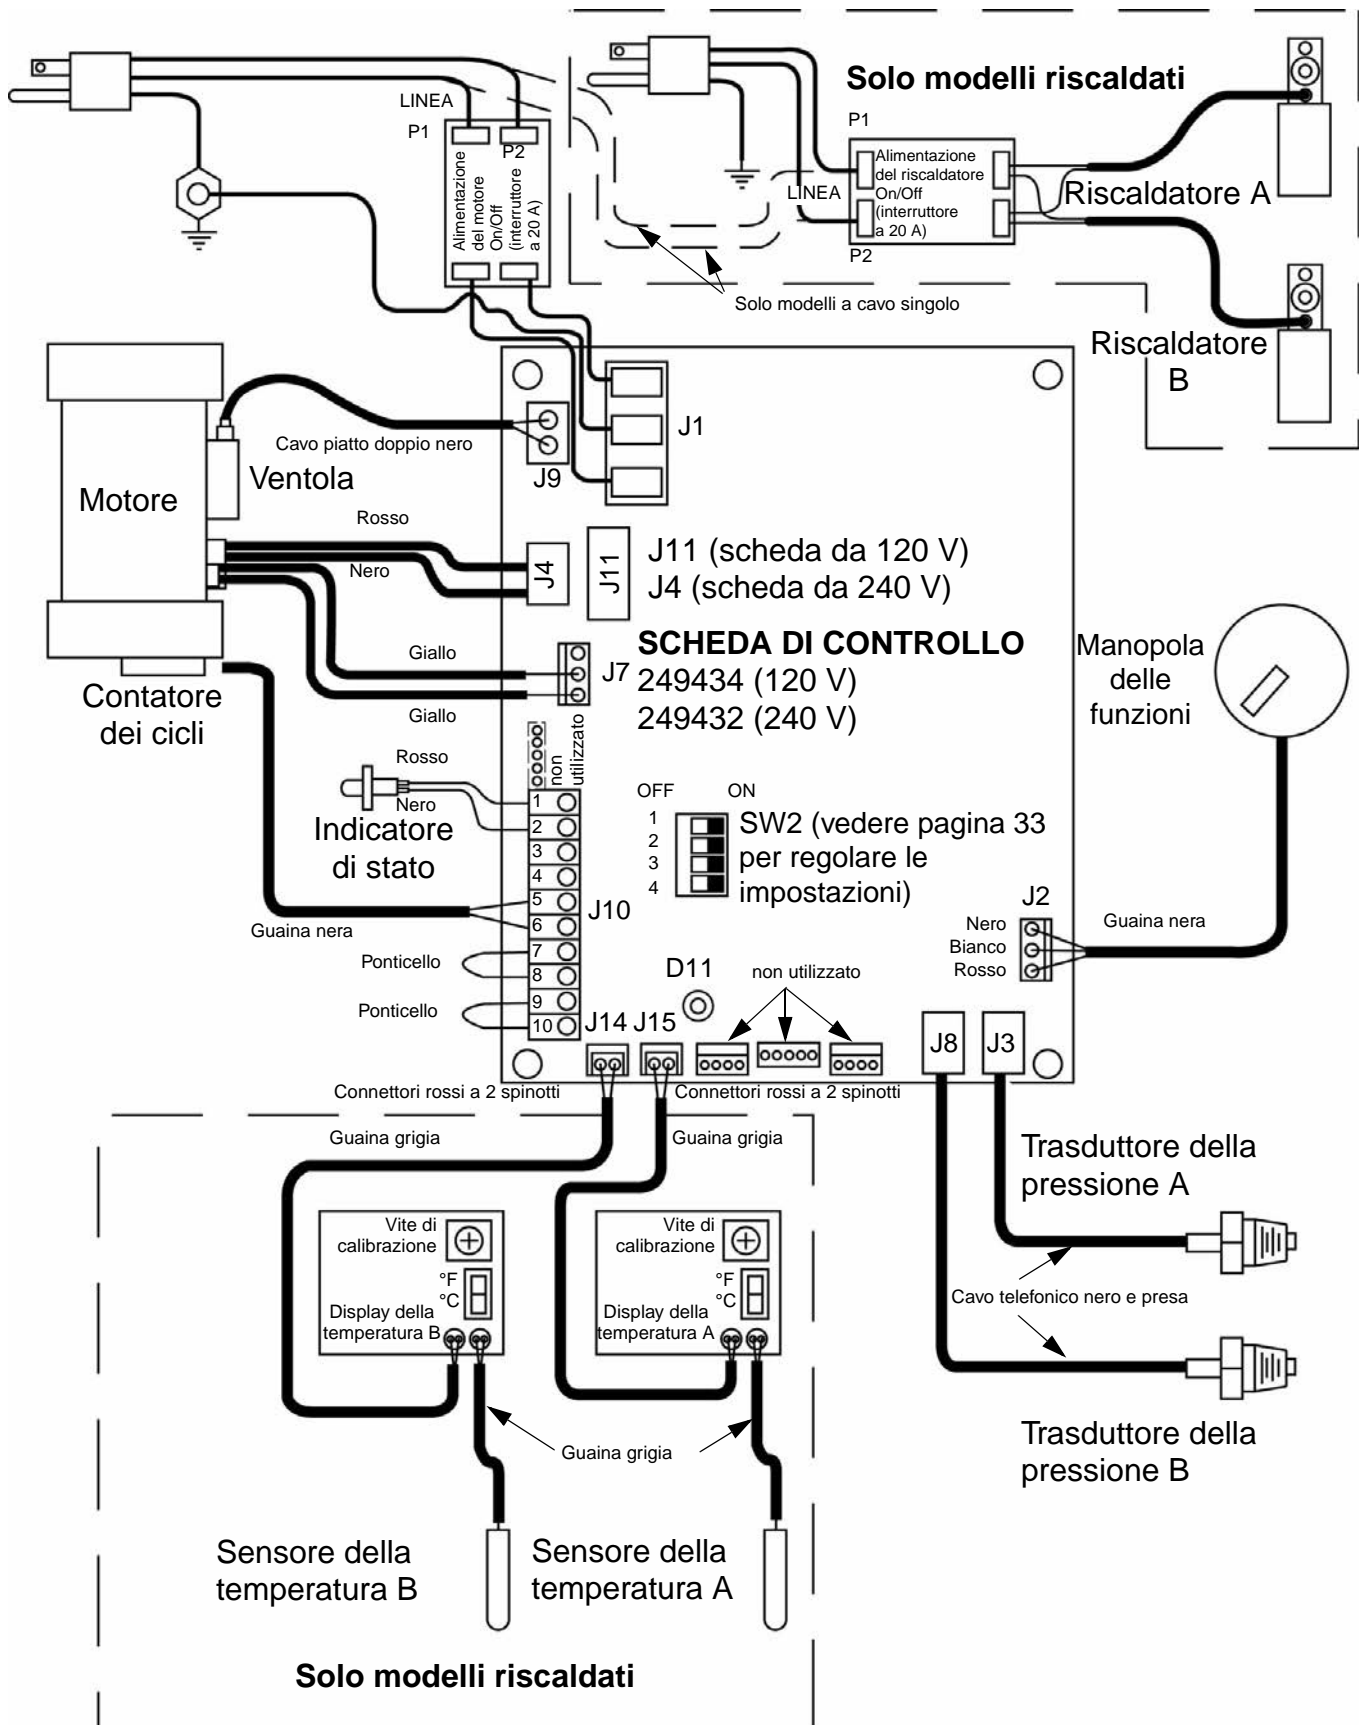 Solo modelli riscaldati
LINEA
P1
P2
Alimentazione
del motore
On/Off
(interruttore
a 20 A)
P1
Alimentazione
del riscaldatore
On/Off
(interruttore
a 20 A)
LINEA
P2
Riscaldatore A
Solo modelli a cavo singolo
Riscaldatore
B
Cavo piatto doppio nero
J9
J1
Ventola
Motore
Rosso
Nero
J4
J11
J11 (scheda da 120 V)
J4 (scheda da 240 V)
SCHEDA DI CONTROLLO
249434 (120 V)
249432 (240 V)
Giallo
J7
Giallo
Contatore
dei cicli
Manopola
delle
funzioni
non
utilizzato
Rosso
Nero
Indicatore
di stato
1
2
3
4
5
6
7
8
9
10
J10
OFF
ON
1
2
3
4
SW2 (vedere pagina 33
per regolare le
impostazioni)
Guaina nera
Ponticello
Ponticello
J2
Nero
Bianco
Rosso
Guaina nera
D11
non utilizzato
J14
J15
J8
J3
Connettori rossi a 2 spinotti
Connettori rossi a 2 spinotti
Guaina grigia
Guaina grigia
Trasduttore della
pressione A
Vite di
calibrazione
°F
°C
Display della
temperatura B
Vite di
calibrazione
°F
°C
Display della
temperatura A
Cavo telefonico nero e presa
Guaina grigia
Trasduttore della
pressione B
Sensore della
temperatura B
Sensore della
temperatura A
Solo modelli riscaldati